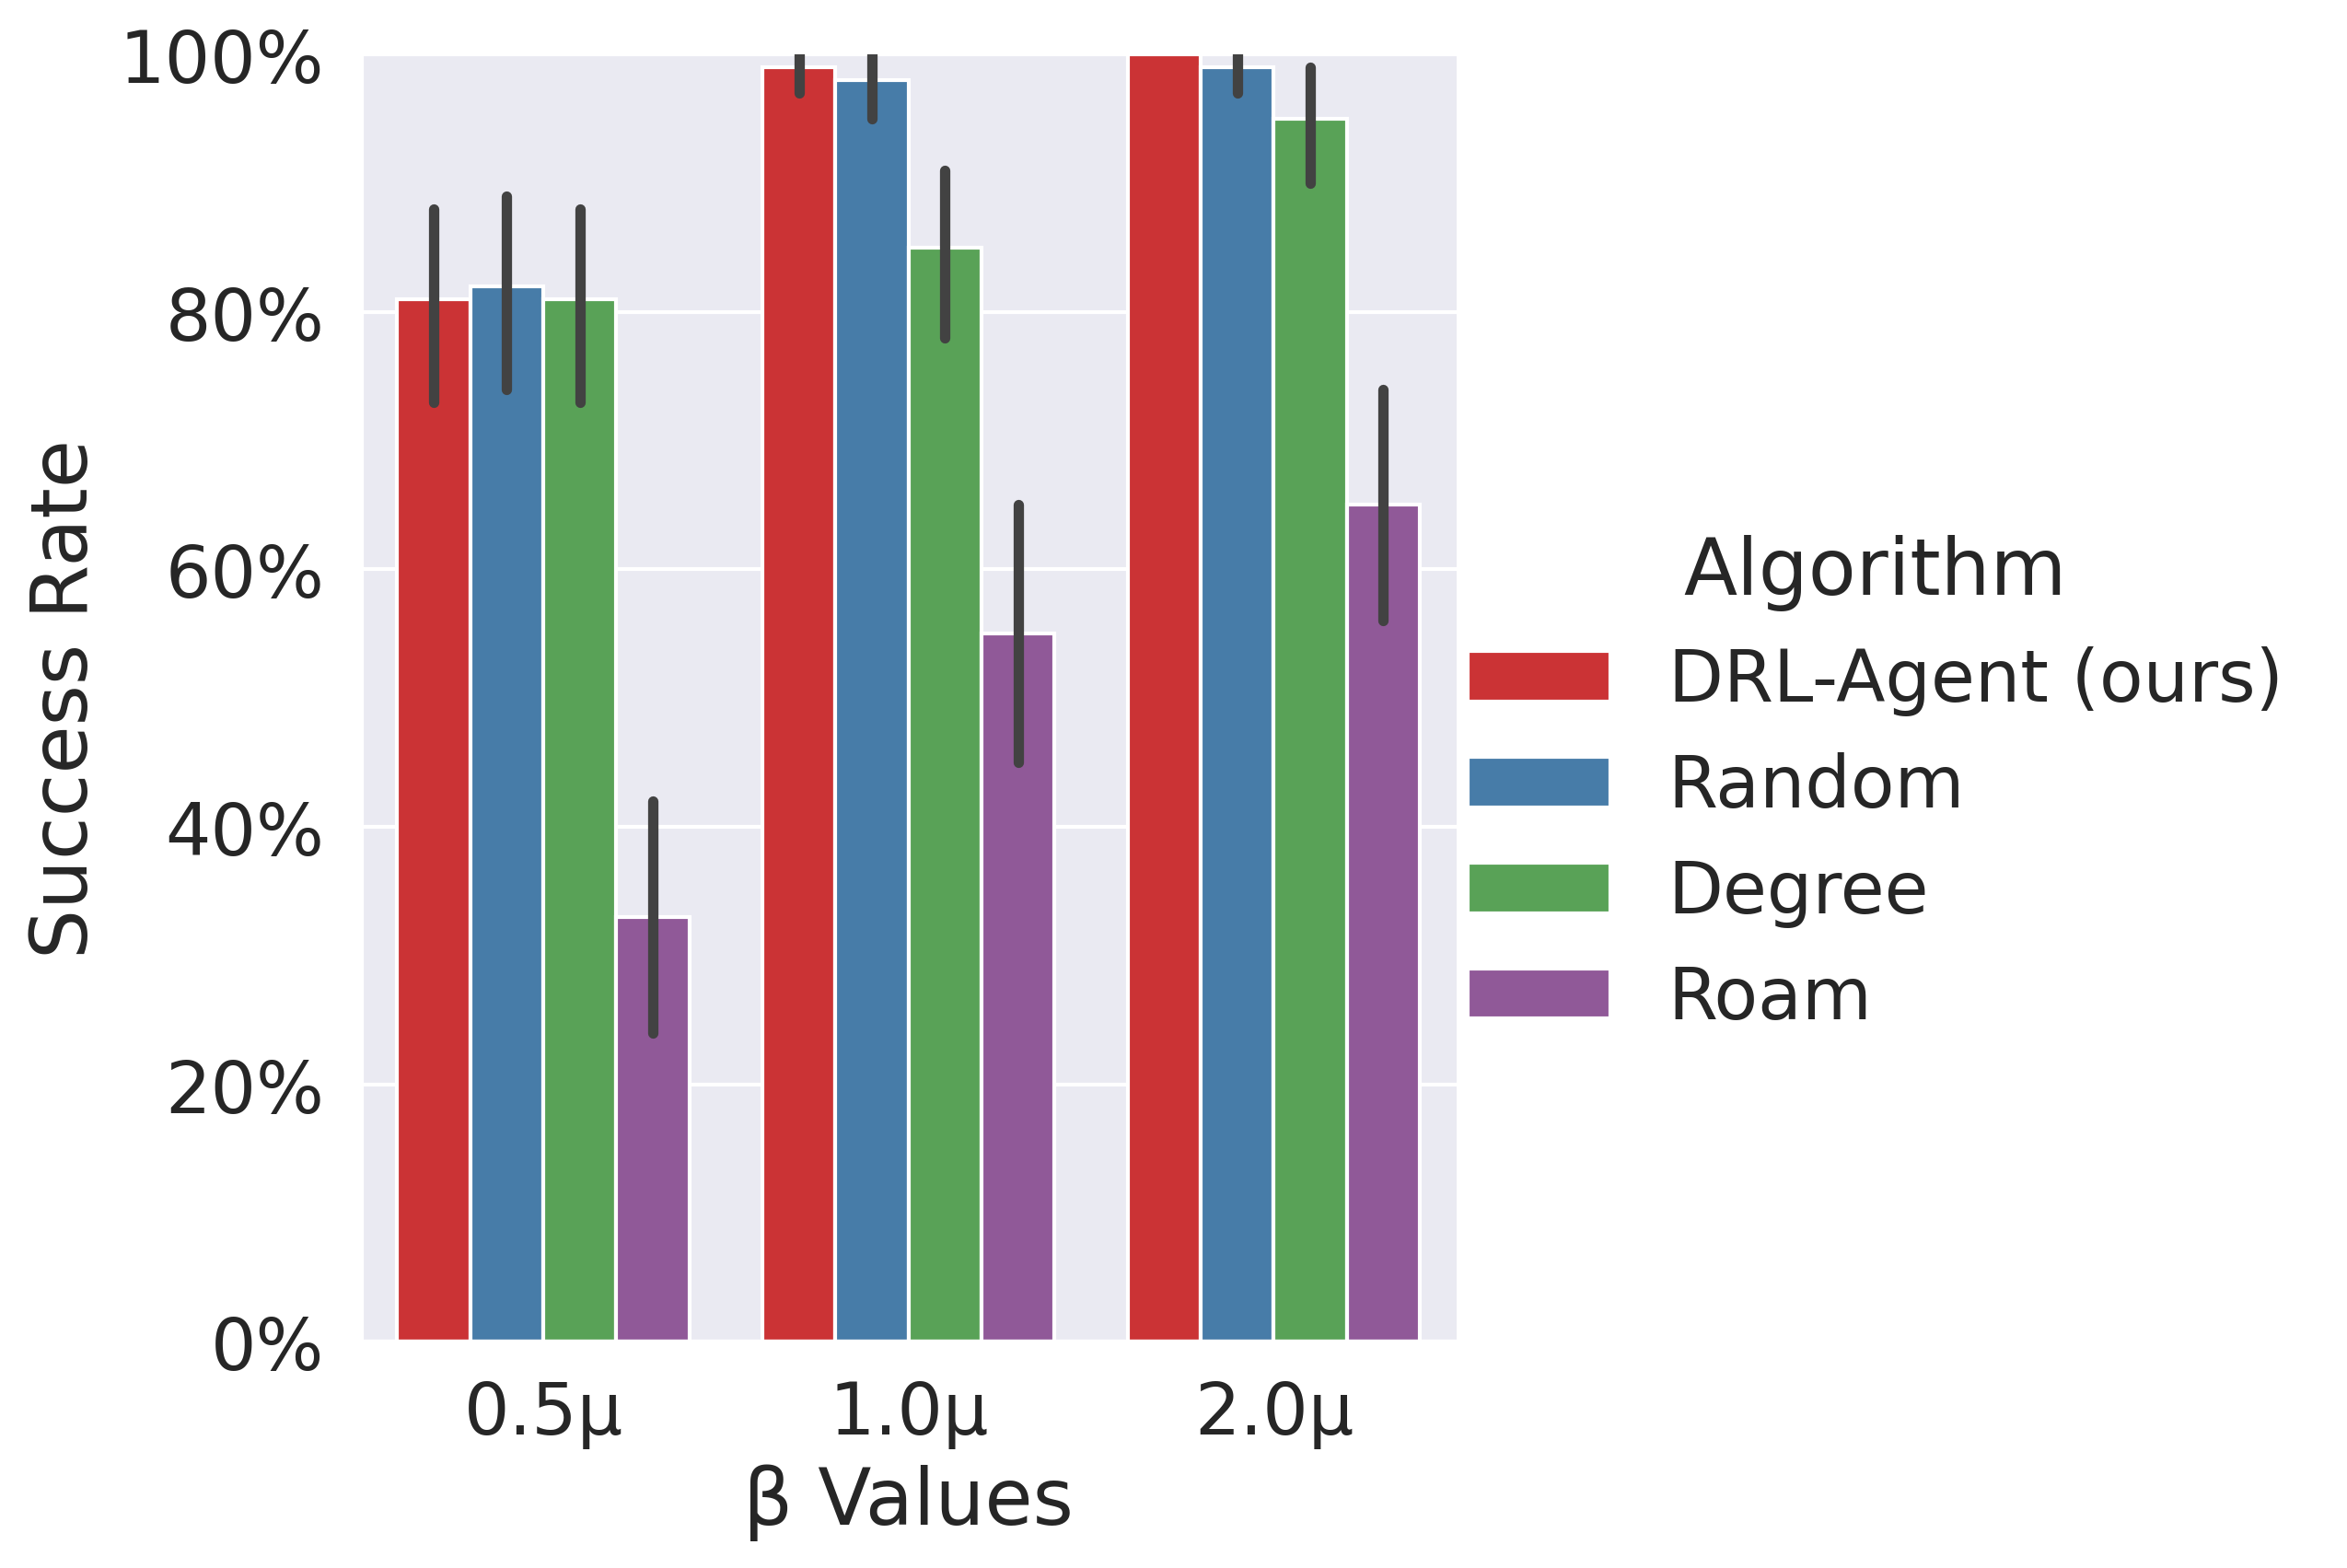 100%
80%
60%
40%
20%
0%
Success Rate
0.5µ 1.0µ 2.0µ
β Values
Algorithm
DRL-Agent (ours)
Random
Degree
Roam